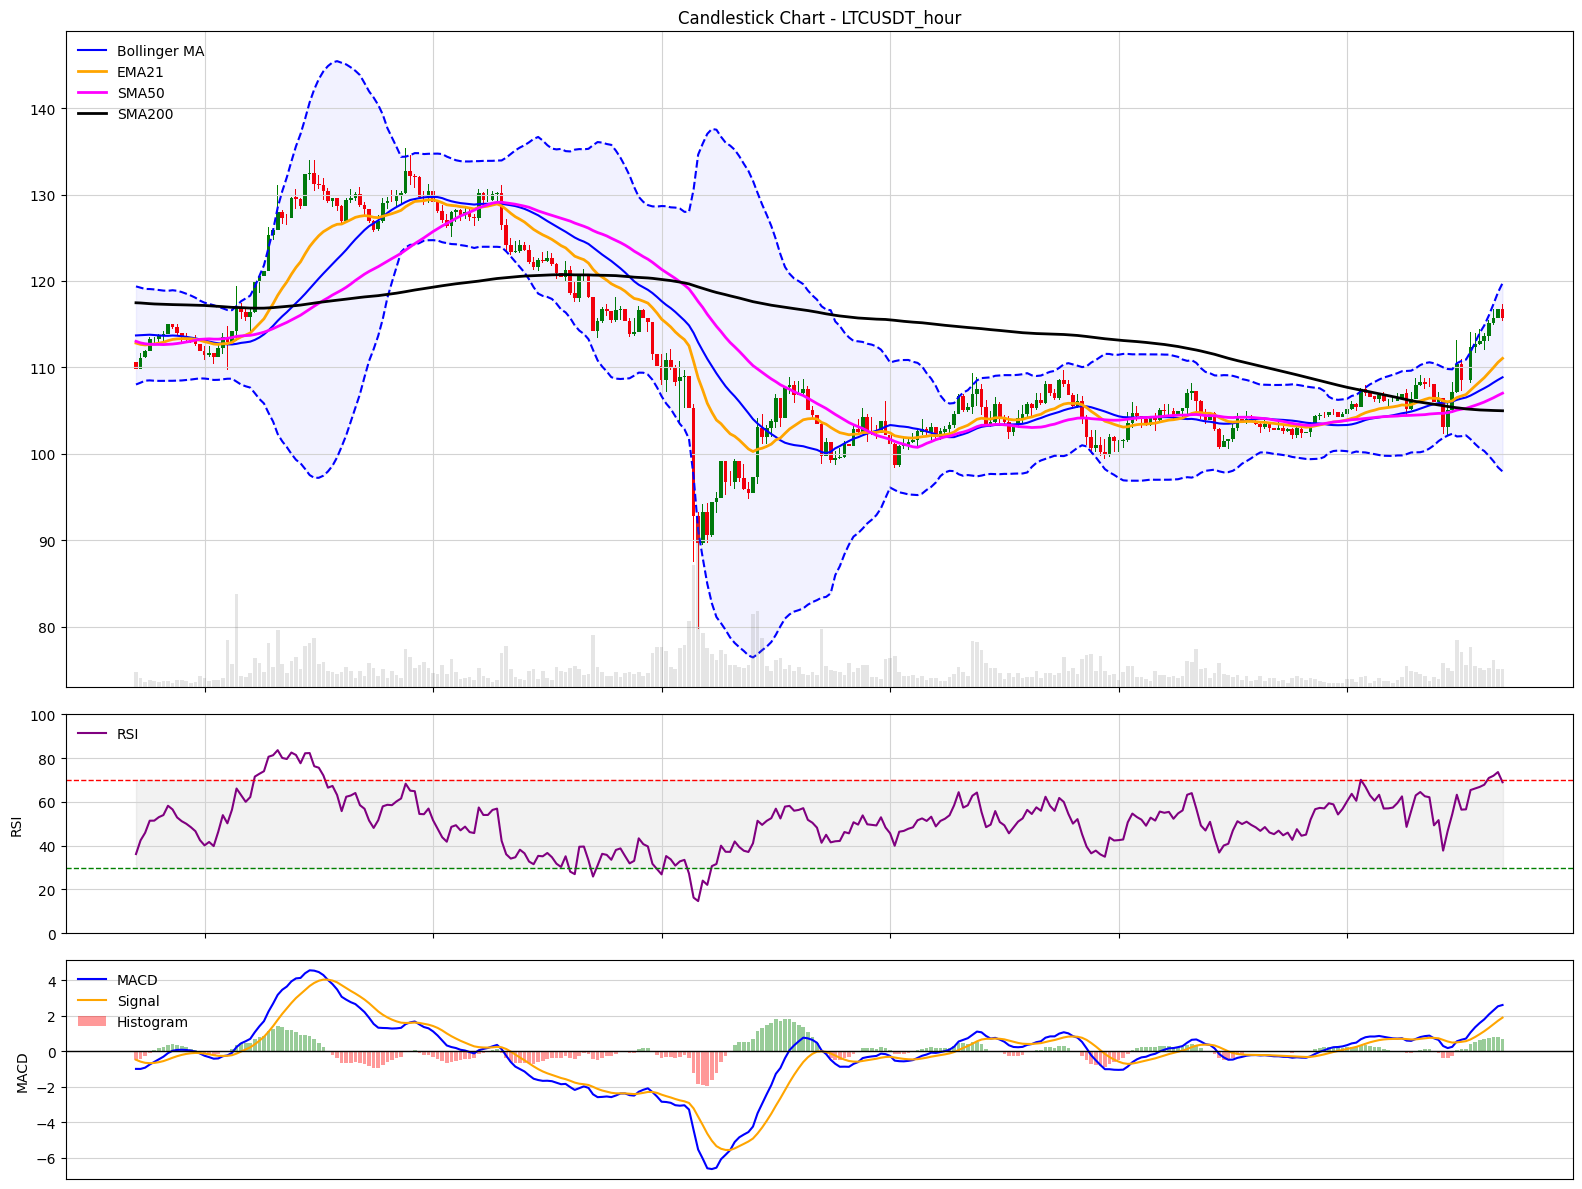 Candlestick Chart - LTCUSDT_hour
Bollinger MA
EMA21
SMA50
SMA200
140
130
120
110
100
90
80
100
80
60
40
20
0
RSI
RSI
4
2
0
−2
−4
−6
MACD
MACD
Signal
Histogram